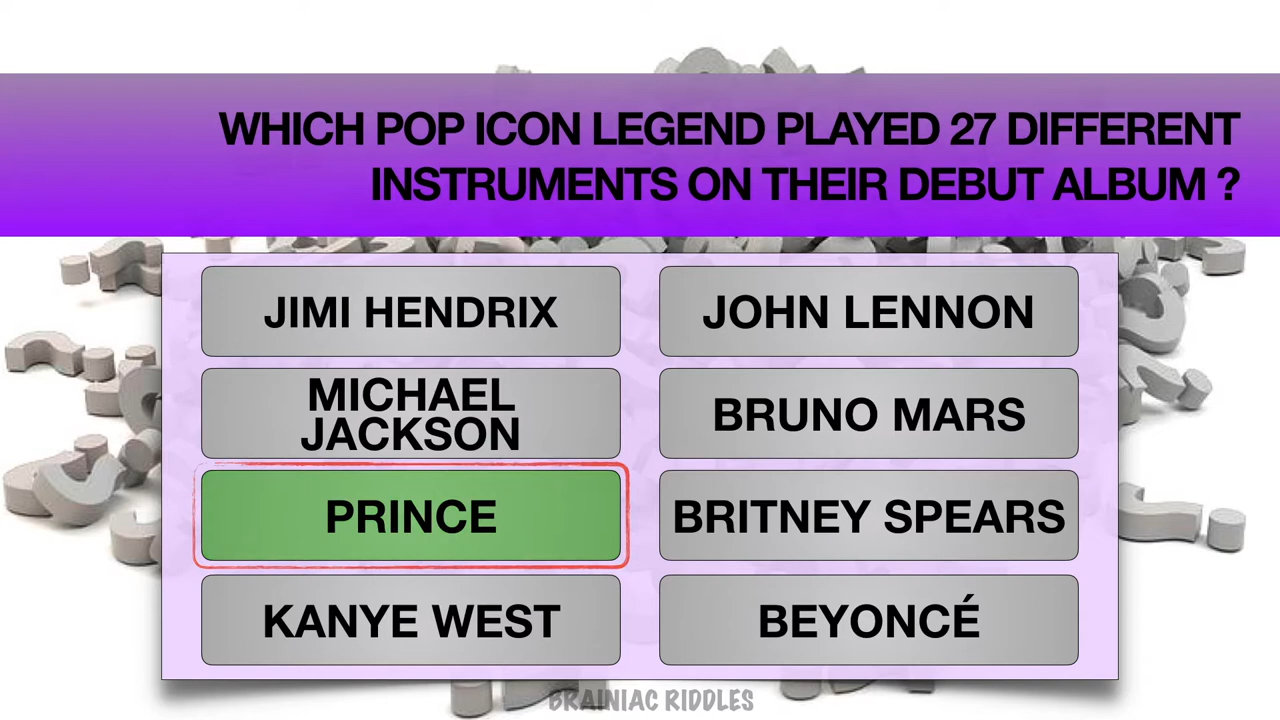 WHICH POP ICON LEGEND PLAYED 27 DIFFERENT
INSTRUMENTS ON THEIR DEBUT ALBUM ?
JIMI HENDRIX
JOHN LENNON
MICHAEL
JACKSON
BRUNO MARS
PRINCE
BRITNEY SPEARS
KANYE WEST
BEYONCÉ
BRAINIAC RIDDLES